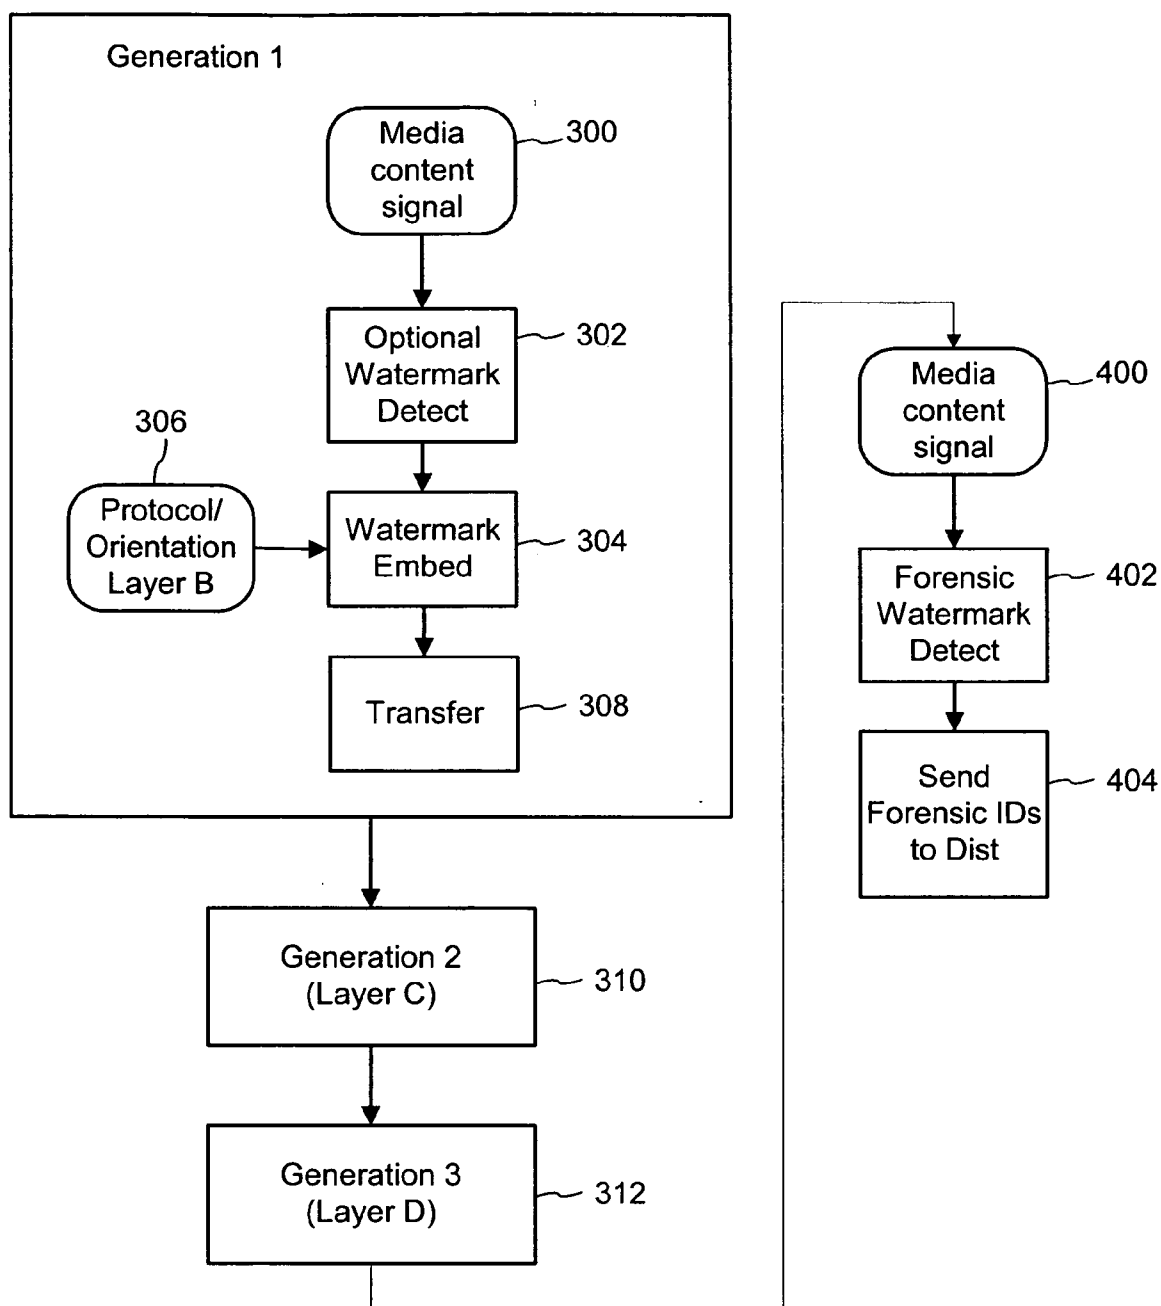 Generation 1
Media
content
signal
300
Optional
Watermark
Detect
302
306
Protocol/
Orientation
Layer B
Watermark
Embed
304
Transfer
308
Generation 2
(Layer C)
310
Generation 3
(Layer D)
312
Media
content
signal
400
Forensic
Watermark
Detect
402
Send
Forensic IDs
to Dist
404